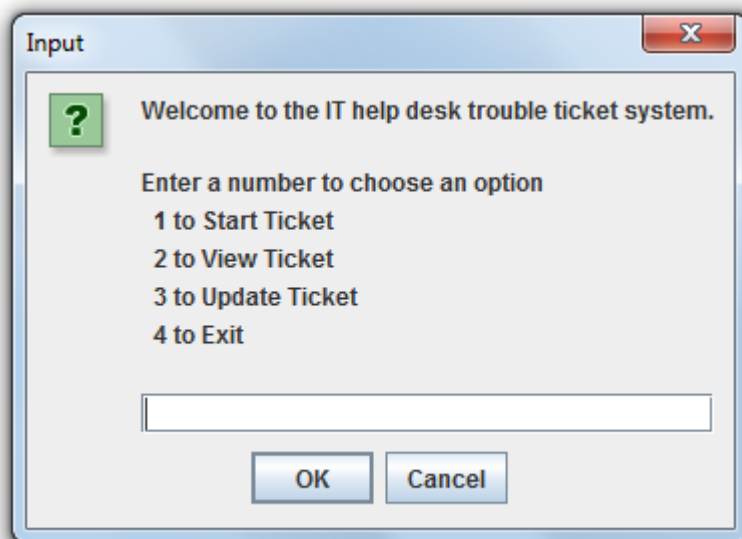 Input
Welcome to the IT help desk trouble ticket system.
Enter a number to choose an option
1 to Start Ticket
2 to View Ticket
3 to Update Ticket
4 to Exit
OK
Cancel